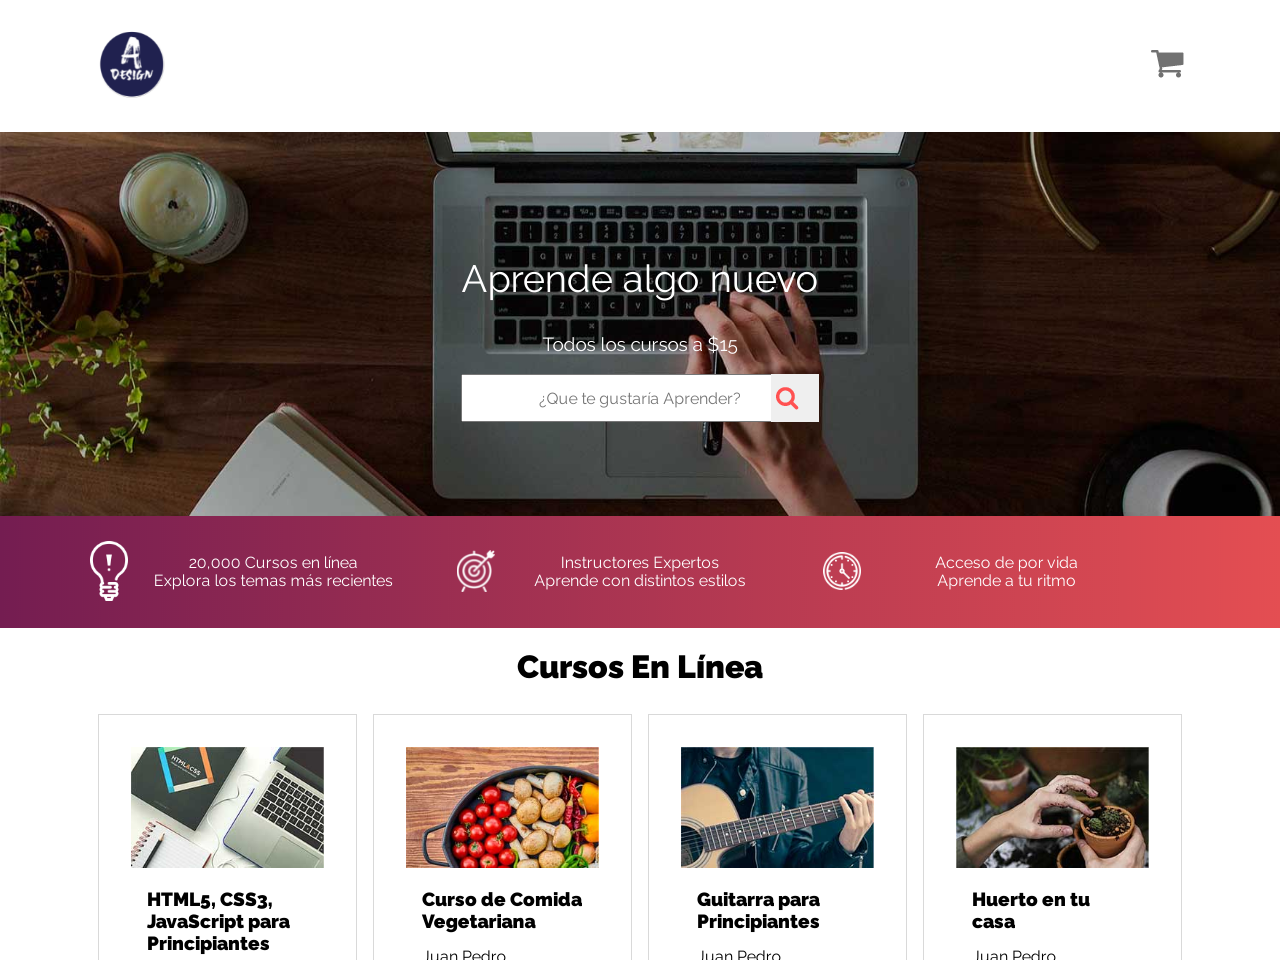 A
DESIGN
Aprende algo nuevo
Todos los cursos a $15
¿Que te gustaría Aprender?
20,000 Cursos en línea
Explora los temas más recientes
Instructores Expertos
Aprende con distintos estilos
Acceso de por vida
Aprende a tu ritmo
Cursos En Línea
HTML5, CSS3,
JavaScript para
Principiantes
Curso de Comida
Vegetariana
Juan Pedro
Guitarra para
Principiantes
Juan Pedro
Huerto en tu
casa
Juan Pedro